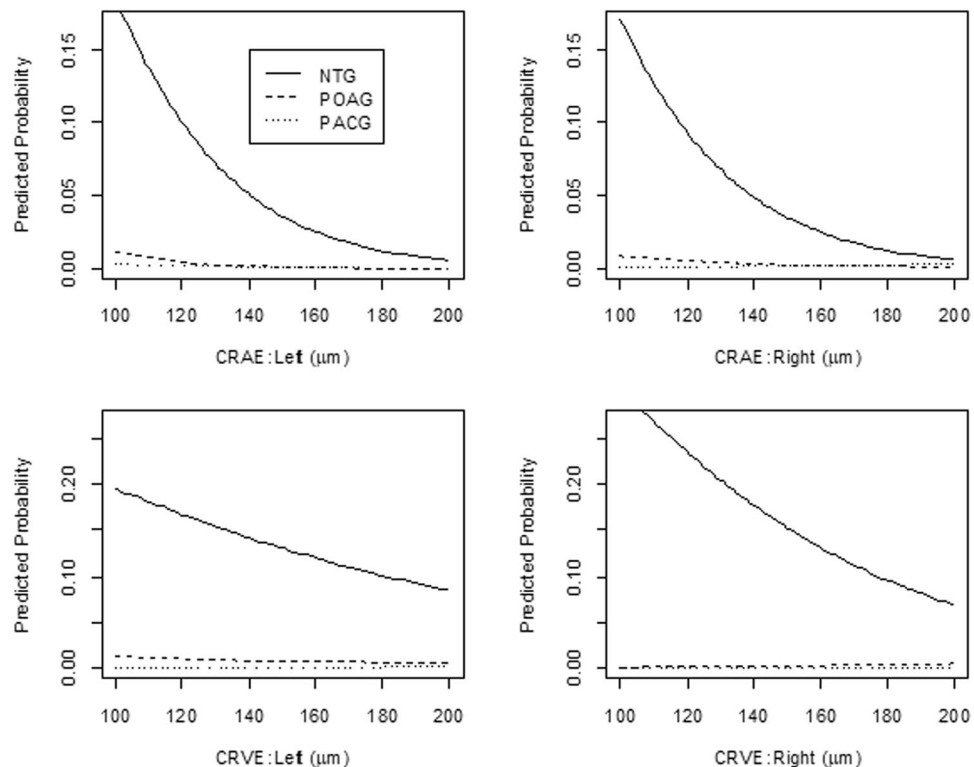 Predicted Probability
0.15
0.10
0.05
0.00
NTG
POAG
PACG
100 120 140 160 180 200
CRAE:Left (µm)
Predicted Probability
0.15
0.10
0.05
0.00
100 120 140 160 180 200
CRAE:Right (µm)
Predicted Probability
0.20
0.10
0.00
100 120 140 160 180 200
CRVE:Left (µm)
Predicted Probability
0.20
0.10
0.00
100 120 140 160 180 200
CRVE:Right (µm)